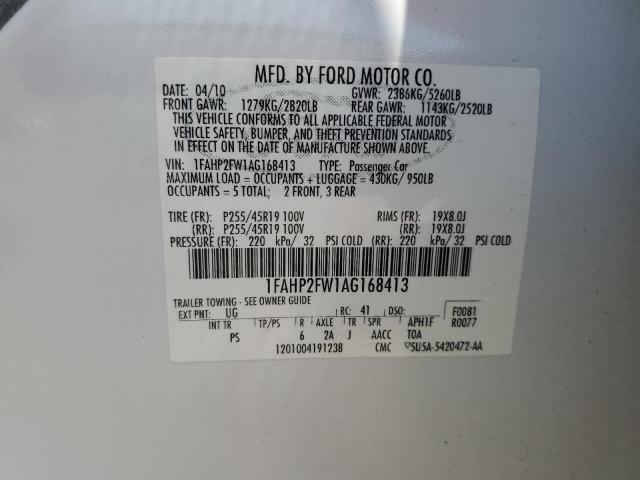 MFD. BY FORD MOTOR CO.
DATE: 04/10 GVWR: 2386KG/5260LB
FRONT GAWR: 1279KG/2820LB REAR GAWR: 1143KG/2520LB
THIS VEHICLE CONFORMS TO ALL APPLICABLE FEDERAL MOTOR
VEHICLE SAFETY, BUMPER, AND THEFT PREVENTION STANDARDS
IN EFFECT ON THE DATE OF MANUFACTURE SHOWN ABOVE.
VIN: 1FAHP2FW1AG168413 TYPE: Passenger Car
MAXIMUM LOAD = OCCUPANTS + LUGGAGE = 430KG/ 950LB
OCCUPANTS: 5 TOTAL; 2 FRONT, 3 REAR
TIRE (FR): P255/45R19 100V RIMS (FR): 19X8.0J
(RR): P255/45R19 100V (RR): 19X8.0J
PRESSURE (FR): 220 kPa/ 32 PSI COLD (RR): 220 kPa/ 32 PSI COLD
1FAHP2FW1AG168413
TRAILER TOWING - SEE OWNER GUIDE
EXT PNT: UG RC: 41 DSO: F0081
INT TR TP/PS R AXLE TR SPR APH1F R0077
PS 6 2A J AACC TOA
1201004191238 CMC 5U5A-5420472-AA